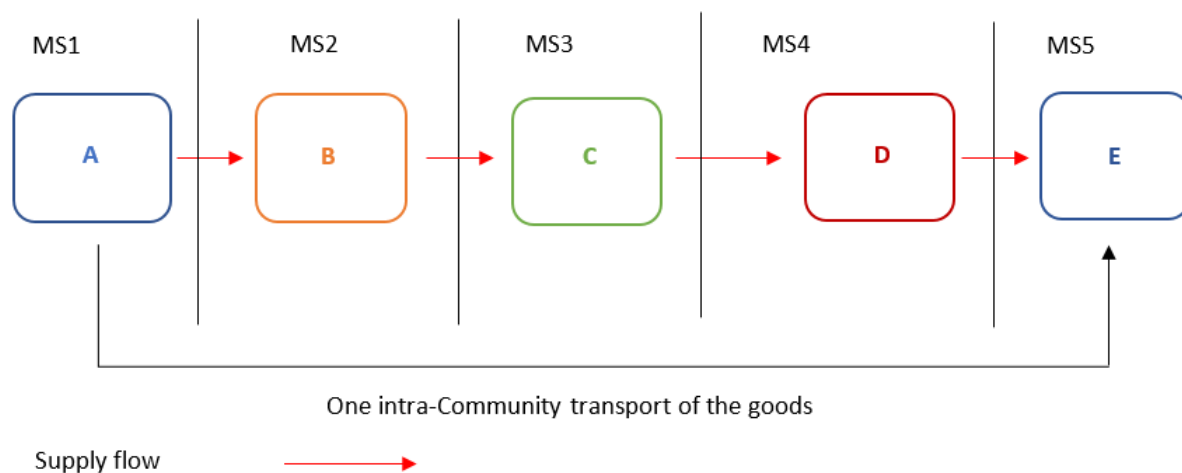 MS1 MS2 MS3 MS4 MS5
A B C D E
One intra-Community transport of the goods
Supply flow